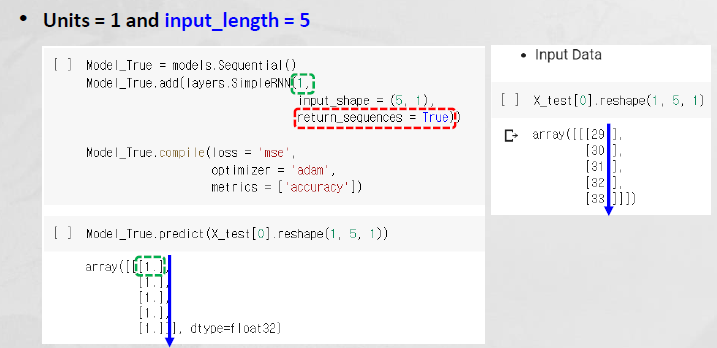 • Units = 1 and input_length = 5
[ ] Model_True = models.Sequential()
Model_True.add(layers.SimpleRNN(1,
input_shape = (5, 1),
return_sequences = True))
Model_True.compile(loss = 'mse',
optimizer = 'adam',
metrics = ['accuracy'])
[ ] Model_True.predict(X_test[0].reshape(1, 5, 1))
array([[[1.],
[1.],
[1.],
[1.],
[1.]]], dtype=float32)
• Input Data
[ ] X_test[0].reshape(1, 5, 1)
array([[[29],
[30],
[31],
[32],
[33]]])